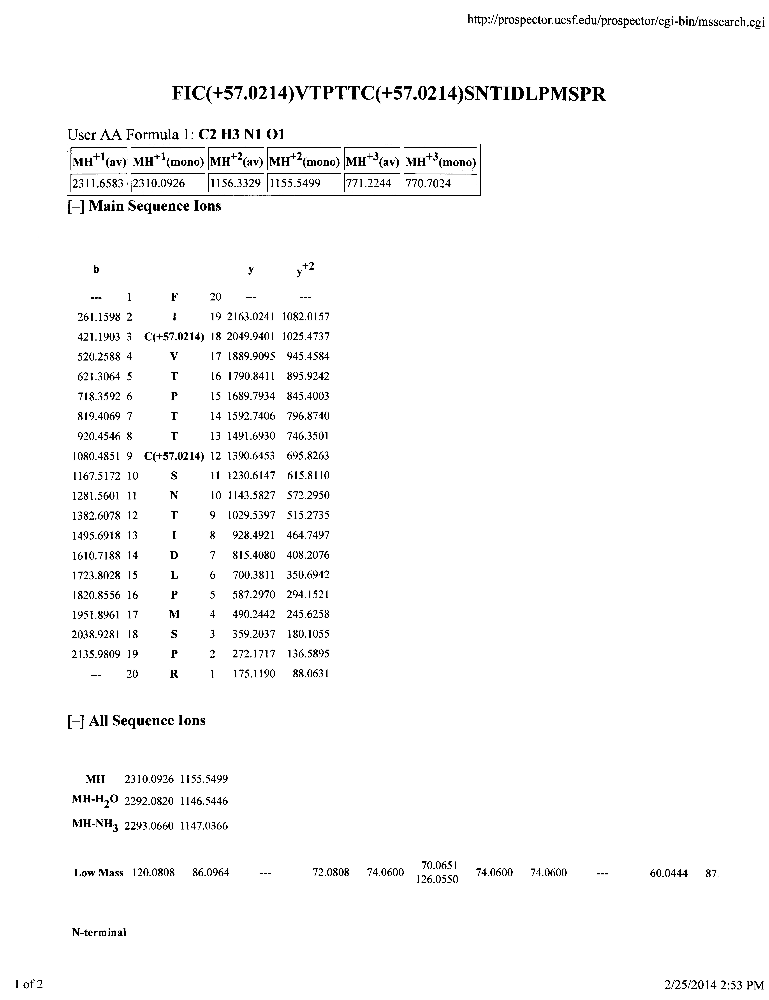 http://prospector.ucsf.edu/prospector/cgi-bin/mssearch.cgi
FIC(+57.0214)VTPTTC(+57.0214)SNTIDLPMSPR
User AA Formula 1: C2 H3 N1 O1
MH+1(av) MH+1(mono) MH+2(av) MH+2(mono) MH+3(av) MH+3(mono)
2311.6583 2310.0926 1156.3329 1155.5499 771.2244 770.7024
[–] Main Sequence Ions
b y y+2
--- 1 F 20 --- ---
261.1598 2 I 19 2163.0241 1082.0157
421.1903 3 C(+57.0214) 18 2049.9401 1025.4737
520.2588 4 V 17 1889.9095 945.4584
621.3064 5 T 16 1790.8411 895.9242
718.3592 6 P 15 1689.7934 845.4003
819.4069 7 T 14 1592.7406 796.8740
920.4546 8 T 13 1491.6930 746.3501
1080.4851 9 C(+57.0214) 12 1390.6453 695.8263
1167.5172 10 S 11 1230.6147 615.8110
1281.5601 11 N 10 1143.5827 572.2950
1382.6078 12 T 9 1029.5397 515.2735
1495.6918 13 I 8 928.4921 464.7497
1610.7188 14 D 7 815.4080 408.2076
1723.8028 15 L 6 700.3811 350.6942
1820.8556 16 P 5 587.2970 294.1521
1951.8961 17 M 4 490.2442 245.6258
2038.9281 18 S 3 359.2037 180.1055
2135.9809 19 P 2 272.1717 136.5895
--- 20 R 1 175.1190 88.0631
[–] All Sequence Ions
MH 2310.0926 1155.5499
MH-H2O 2292.0820 1146.5446
MH-NH3 2293.0660 1147.0366
Low Mass 120.0808 86.0964 --- 72.0808 74.0600 70.0651 126.0550 74.0600 74.0600 --- 60.0444 87.
N-terminal
1 of 2 2/25/2014 2:53 PM